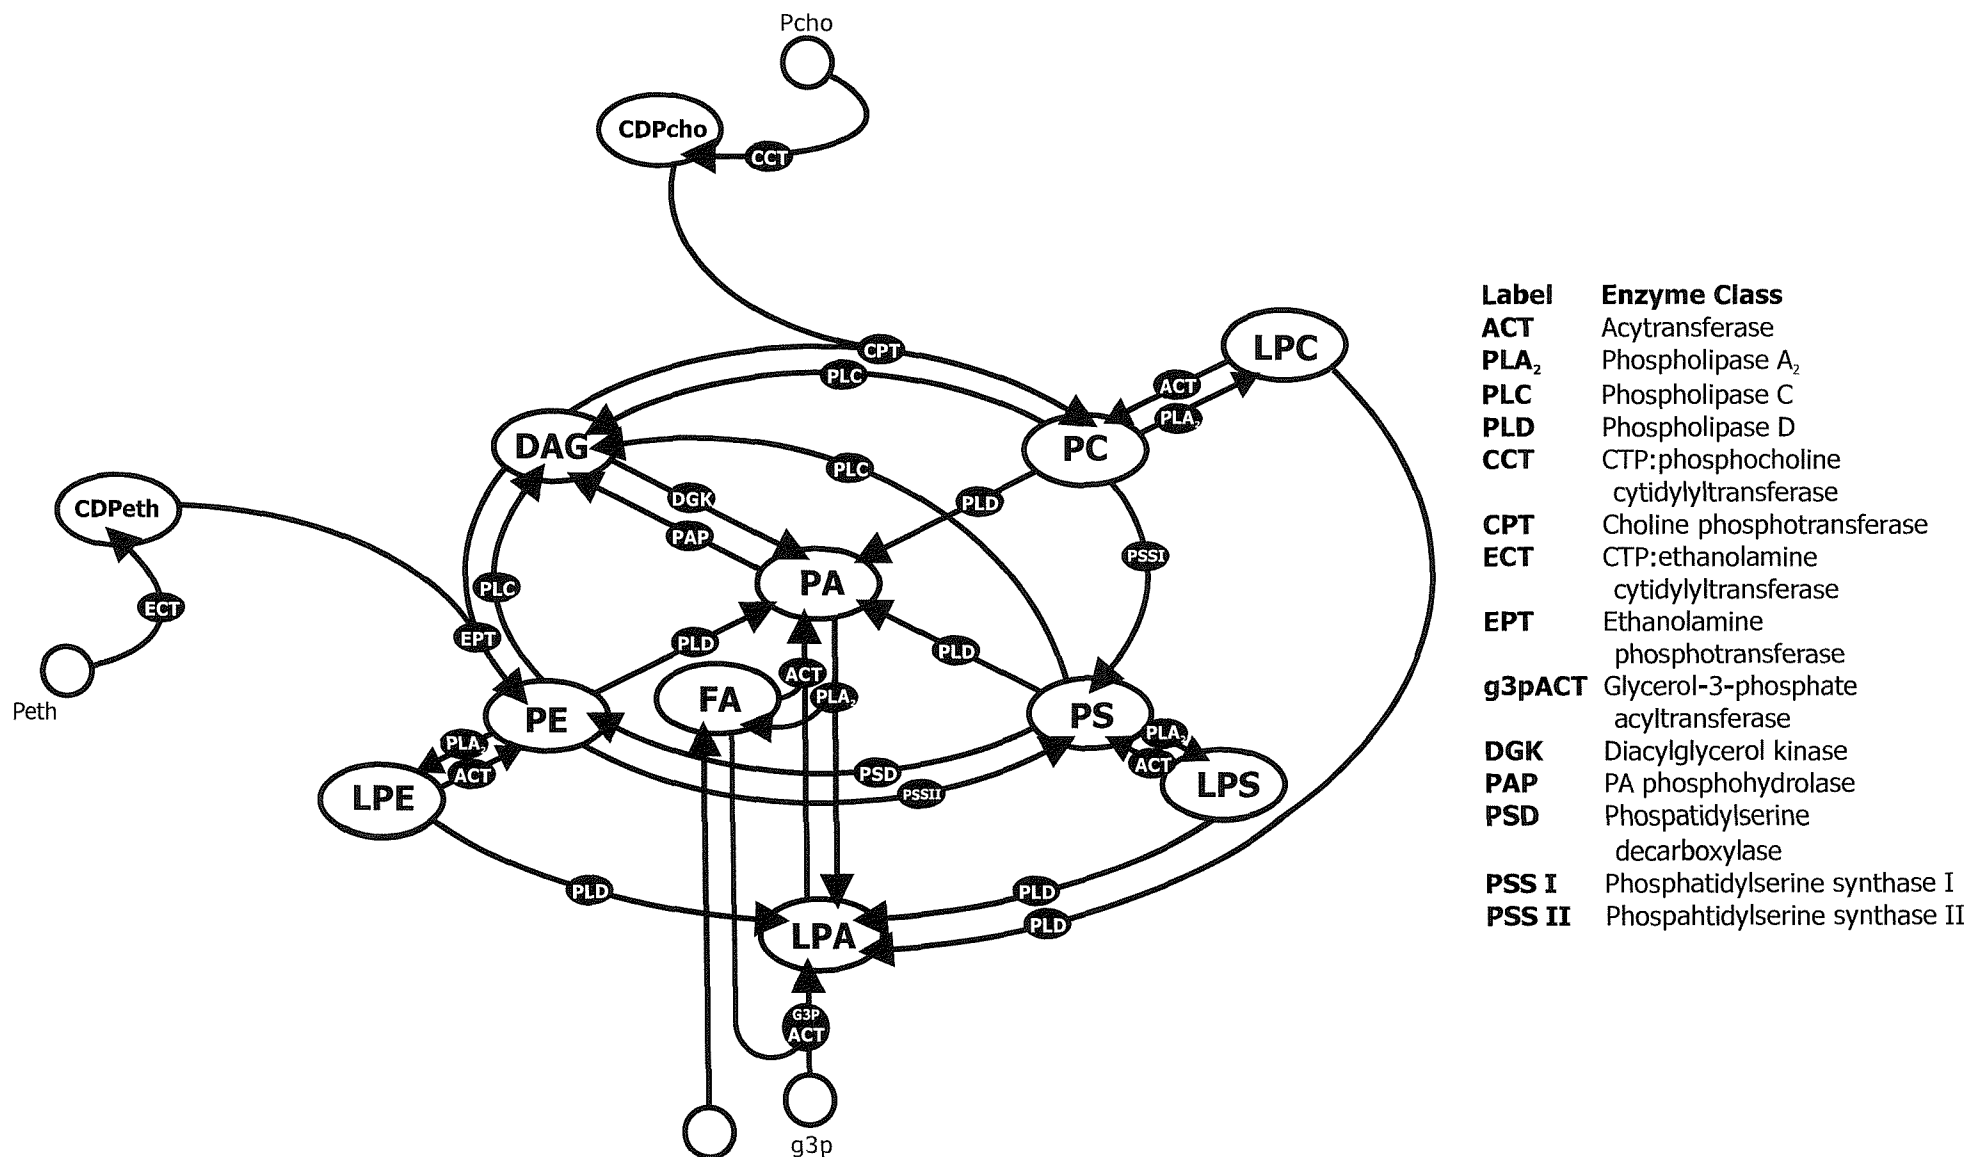 Pcho
CDPcho
CCT
CPT
PLC
LPC
ACT
PLA₂
DAG
PC
PLC
DGK
PLD
CDPeth
PAP
PSSI
PA
PLC
ECT
EPT
PLD
PLD
ACT
FA
PLA₂
Peth
PE
PS
PLA₂
PLA₂
ACT
PSD
ACT
PSSII
LPE
LPS
PLD
PLD
PLD
LPA
G3P
ACT
g3p
Label Enzyme Class
ACT Acytransferase
PLA₂ Phospholipase A₂
PLC Phospholipase C
PLD Phospholipase D
CCT CTP:phosphocholine
cytidylyltransferase
CPT Choline phosphotransferase
ECT CTP:ethanolamine
cytidylyltransferase
EPT Ethanolamine
phosphotransferase
g3pACT Glycerol-3-phosphate
acyltransferase
DGK Diacylglycerol kinase
PAP PA phosphohydrolase
PSD Phospatidylserine
decarboxylase
PSS I Phosphatidylserine synthase I
PSS II Phospahtidylserine synthase II